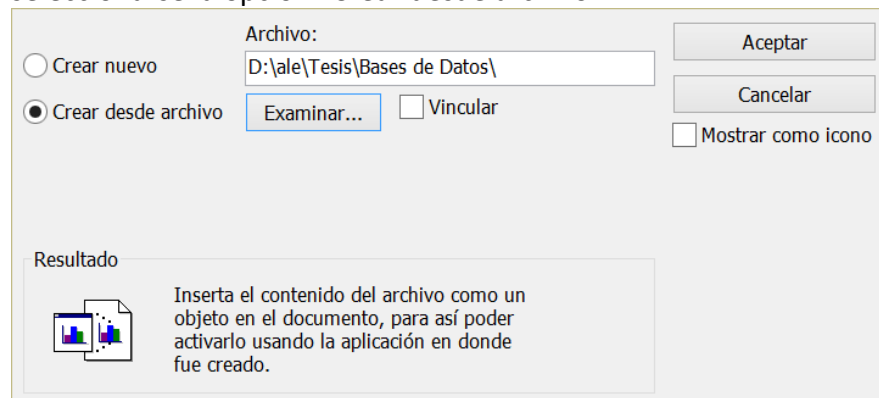 Archivo:
Aceptar
Crear nuevo
D:\ale\Tesis\Bases de Datos\
Cancelar
Crear desde archivo
Examinar...
Vincular
Mostrar como icono
Resultado
Inserta el contenido del archivo como un
objeto en el documento, para así poder
activarlo usando la aplicación en donde
fue creado.